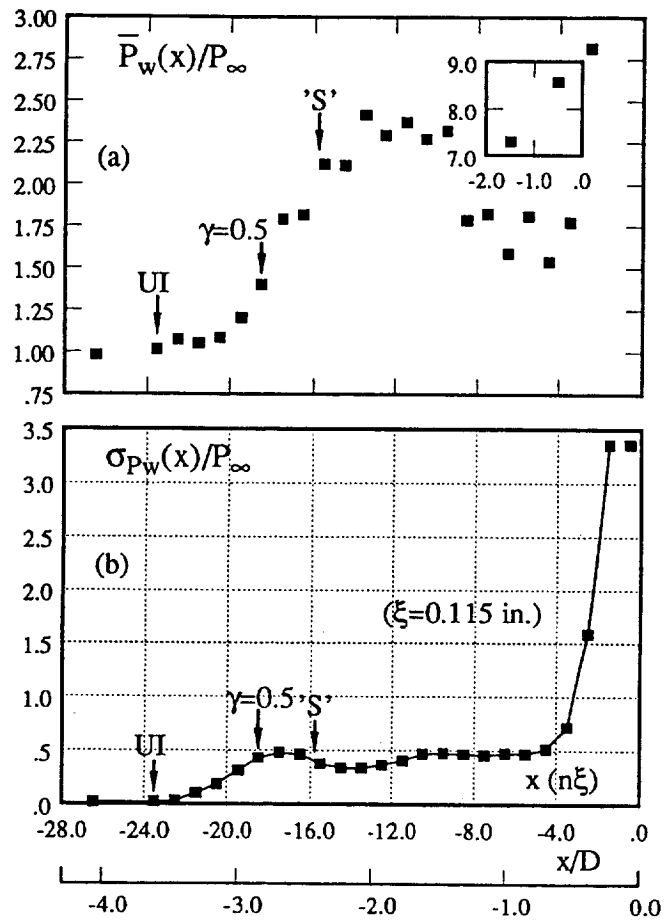 3.00
P̅w(x)/P∞
2.75
2.50
'S'
9.0
2.25
(a)
8.0
2.00
7.0
-2.0 -1.0 .0
1.75
γ=0.5
1.50
UI
1.25
1.00
.75
3.5
σPw(x)/P∞
3.0
2.5
(b)
2.0
(ξ=0.115 in.)
1.5
1.0
γ=0.5 'S'
UI
.5
x (nξ)
.0
-28.0 -24.0 -20.0 -16.0 -12.0 -8.0 -4.0 .0
x/D
-4.0 -3.0 -2.0 -1.0 0.0